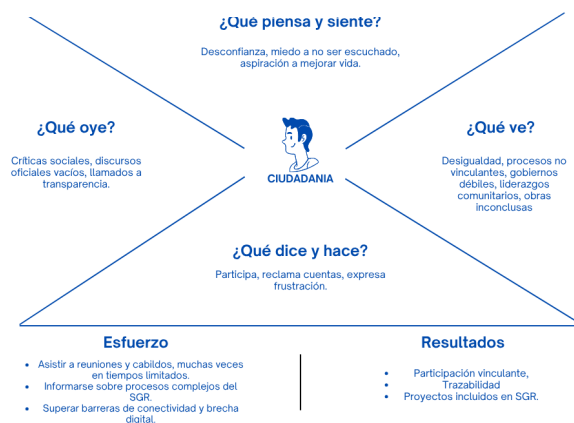 ¿Qué piensa y siente?
Desconfianza, miedo a no ser escuchado,
aspiración a mejorar vida.
¿Qué oye?
Críticas sociales, discursos
oficiales vacíos, llamados a
transparencia.
¿Qué ve?
Desigualdad, procesos no
vinculantes, gobiernos
débiles, liderazgos
comunitarios, obras
inconclusas
CIUDADANIA
¿Qué dice y hace?
Participa, reclama cuentas, expresa
frustración.
Esfuerzo
• Asistir a reuniones y cabildos, muchas veces
en tiempos limitados.
• Informarse sobre procesos complejos del
SGR.
• Superar barreras de conectividad y brecha
digital.
Resultados
• Participación vinculante,
• Trazabilidad
• Proyectos incluidos en SGR.